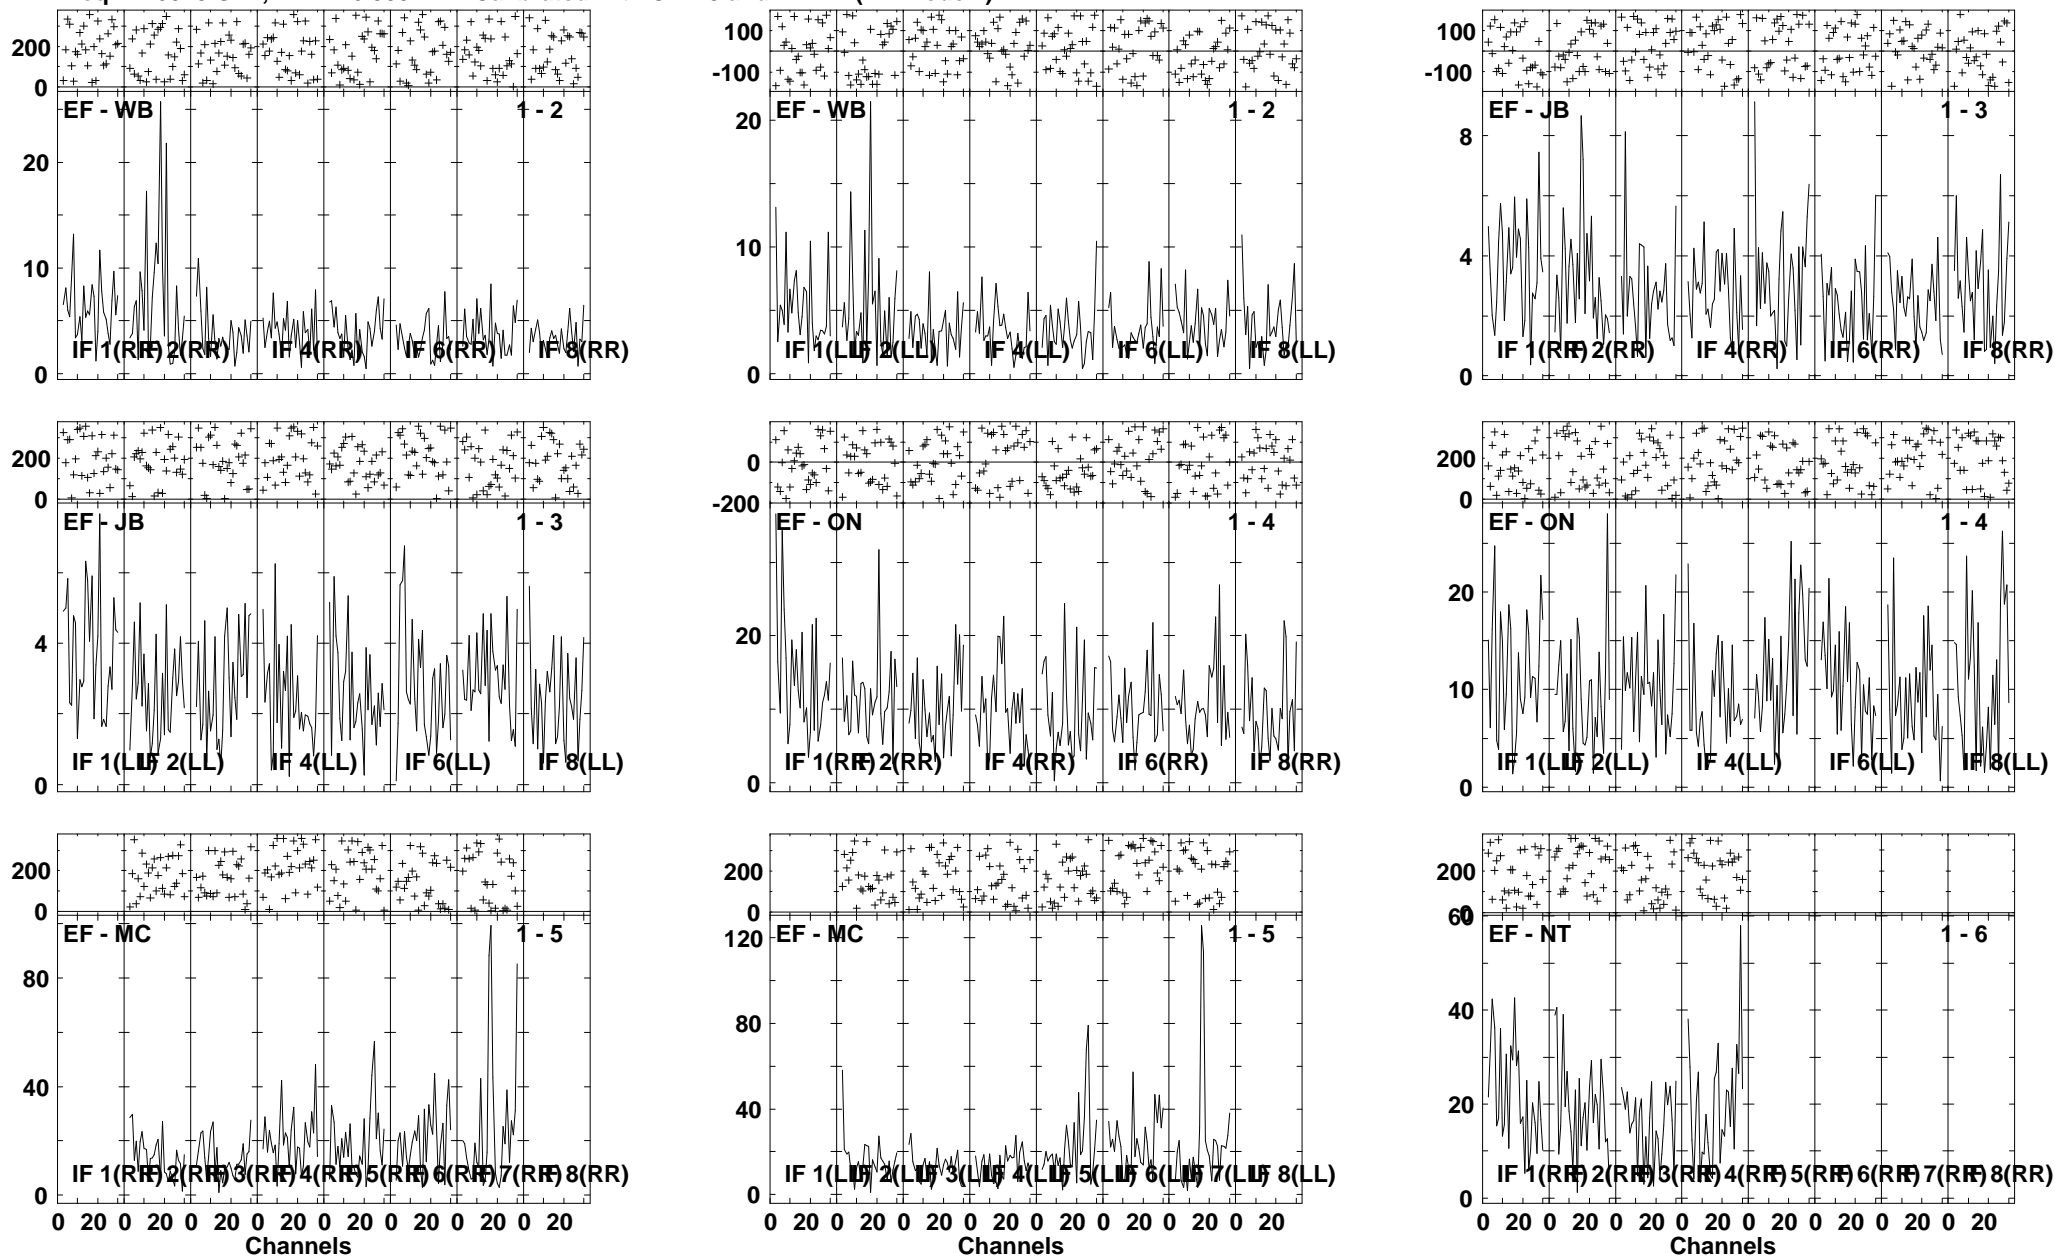 200
0
EF - WB 1 - 2
20
10
0
IF 1(RR) IF 2(RR) IF 4(RR) IF 6(RR) IF 8(RR)
100
-100
EF - WB 1 - 2
20
10
0
IF 1(LL) IF 2(LL) IF 4(LL) IF 6(LL) IF 8(LL)
100
-100
EF - JB 1 - 3
8
4
0
IF 1(RR) IF 2(RR) IF 4(RR) IF 6(RR) IF 8(RR)
200
0
EF - JB 1 - 3
4
0
IF 1(LL) IF 2(LL) IF 4(LL) IF 6(LL) IF 8(LL)
0
-200
EF - ON 1 - 4
20
0
IF 1(RR) IF 2(RR) IF 4(RR) IF 6(RR) IF 8(RR)
200
0
EF - ON 1 - 4
20
10
0
IF 1(LL) IF 2(LL) IF 4(LL) IF 6(LL) IF 8(LL)
200
0
EF - MC 1 - 5
80
40
0
IF 1(RR) IF 2(RR) IF 3(RR) IF 4(RR) IF 5(RR) IF 6(RR) IF 7(RR) IF 8(RR)
0 20 0 20 0 20 0 20 0 20 0 20 0 20 0 20
Channels
200
0
EF - MC 1 - 5
120
80
40
0
IF 1(LL) IF 2(LL) IF 3(LL) IF 4(LL) IF 5(LL) IF 6(LL) IF 7(LL) IF 8(LL)
0 20 0 20 0 20 0 20 0 20 0 20 0 20 0 20
Channels
200
0
60
EF - NT 1 - 6
40
20
0
IF 1(RR) IF 2(RR) IF 3(RR) IF 4(RR) IF 5(RR) IF 6(RR) IF 7(RR) IF 8(RR)
0 20 0 20 0 20 0 20 0 20 0 20 0 20 0 20
Channels